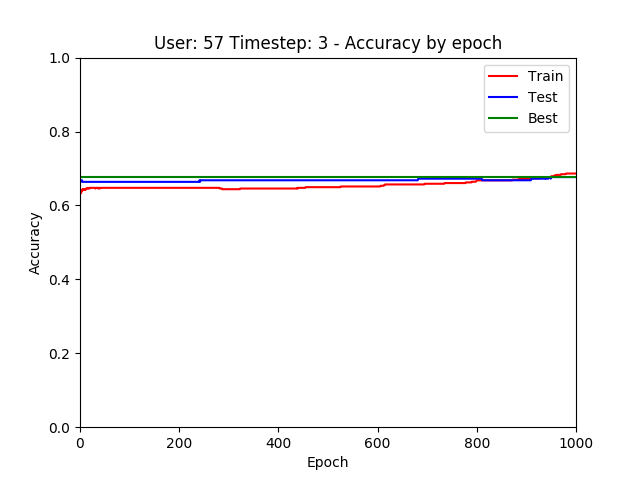 User: 57 Timestep: 3 - Accuracy by epoch
1.0
0.8
0.6
0.4
0.2
0.0
Accuracy
Train
Test
Best
0 200 400 600 800 1000
Epoch